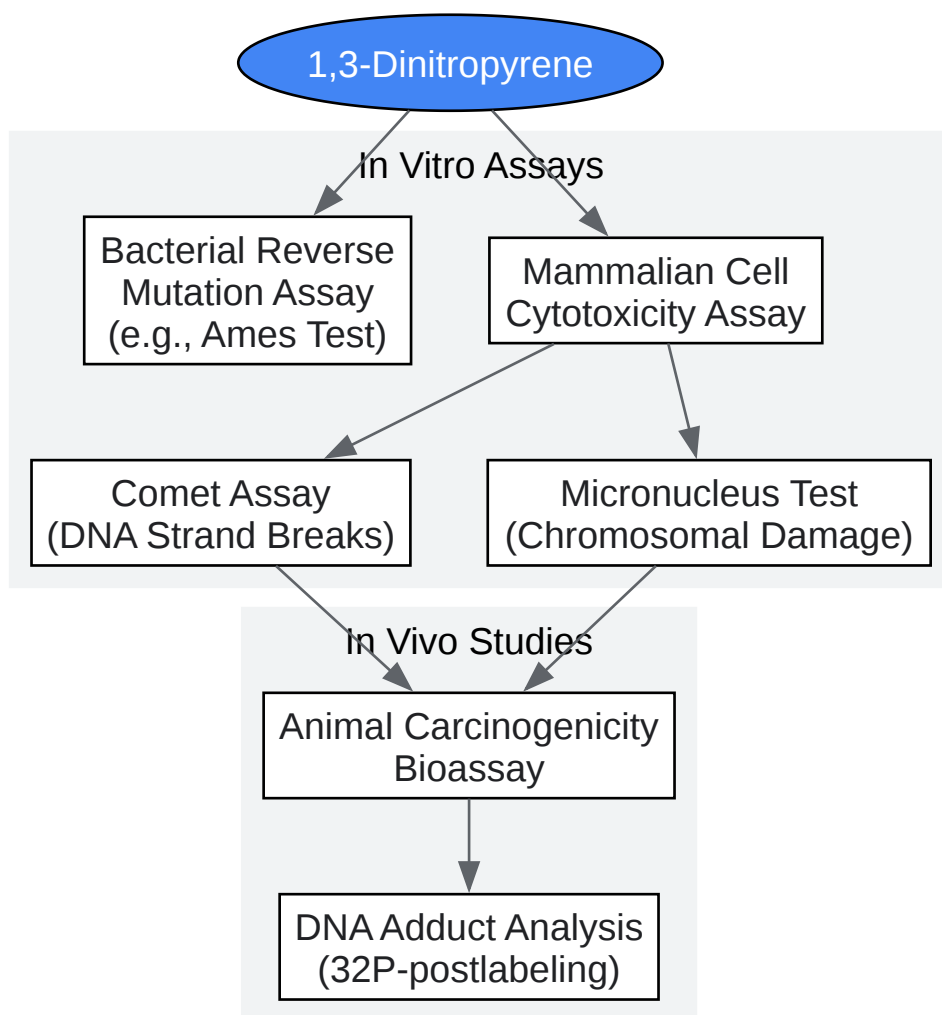 1,3-Dinitropyrene
In Vitro Assays
Bacterial Reverse
Mutation Assay
(e.g., Ames Test)
Mammalian Cell
Cytotoxicity Assay
Comet Assay
(DNA Strand Breaks)
Micronucleus Test
(Chromosomal Damage)
In Vivo Studies
Animal Carcinogenicity
Bioassay
DNA Adduct Analysis
(32P-postlabeling)